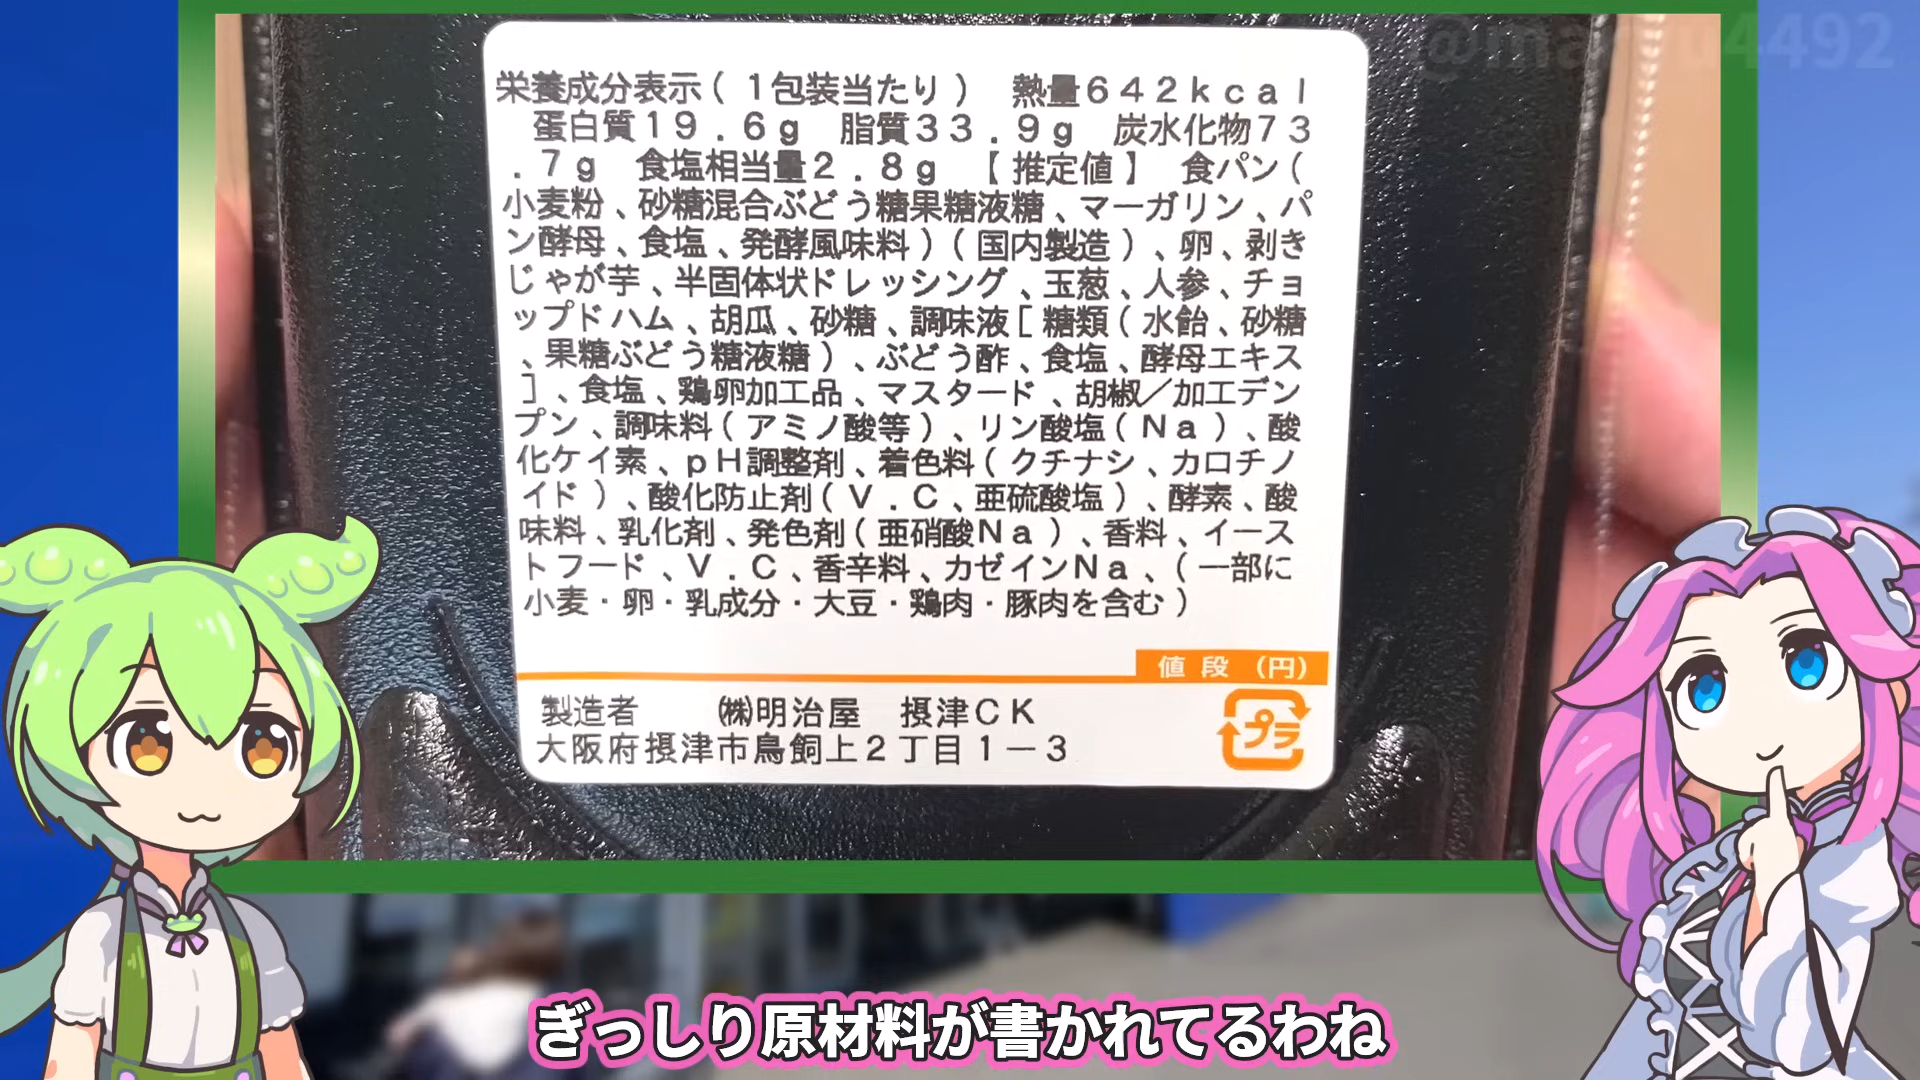 栄養成分表示(1包装当たり) 熱量642kcal
蛋白質19.6g 脂質33.9g 炭水化物73
.7g 食塩相当量2.8g 【推定値】 食パン(
小麦粉、砂糖混合ぶどう糖果糖液糖、マーガリン、パ
ン酵母、食塩、発酵風味料)(国内製造)、卵、剥き
じゃが芋、半固体状ドレッシング、玉葱、人参、チョ
ップドハム、胡瓜、砂糖、調味液[糖類(水飴、砂糖
、果糖ぶどう糖液糖)、ぶどう酢、食塩、酵母エキス
]、食塩、鶏卵加工品、マスタード、胡椒/加工デン
プン、調味料(アミノ酸等)、リン酸塩(Na)、酸
化ケイ素、pH調整剤、着色料(クチナシ、カロチノ
イド)、酸化防止剤(V.C、亜硫酸塩)、酵素、酸
味料、乳化剤、発色剤(亜硝酸Na)、香料、イース
トフード、V.C、香辛料、カゼインNa、(一部に
小麦・卵・乳成分・大豆・鶏肉・豚肉を含む)
値段 (円)
製造者 ㈱明治屋 摂津CK
大阪府摂津市鳥飼上2丁目1-3
プラ
ぎっしり原材料が書かれてるわね